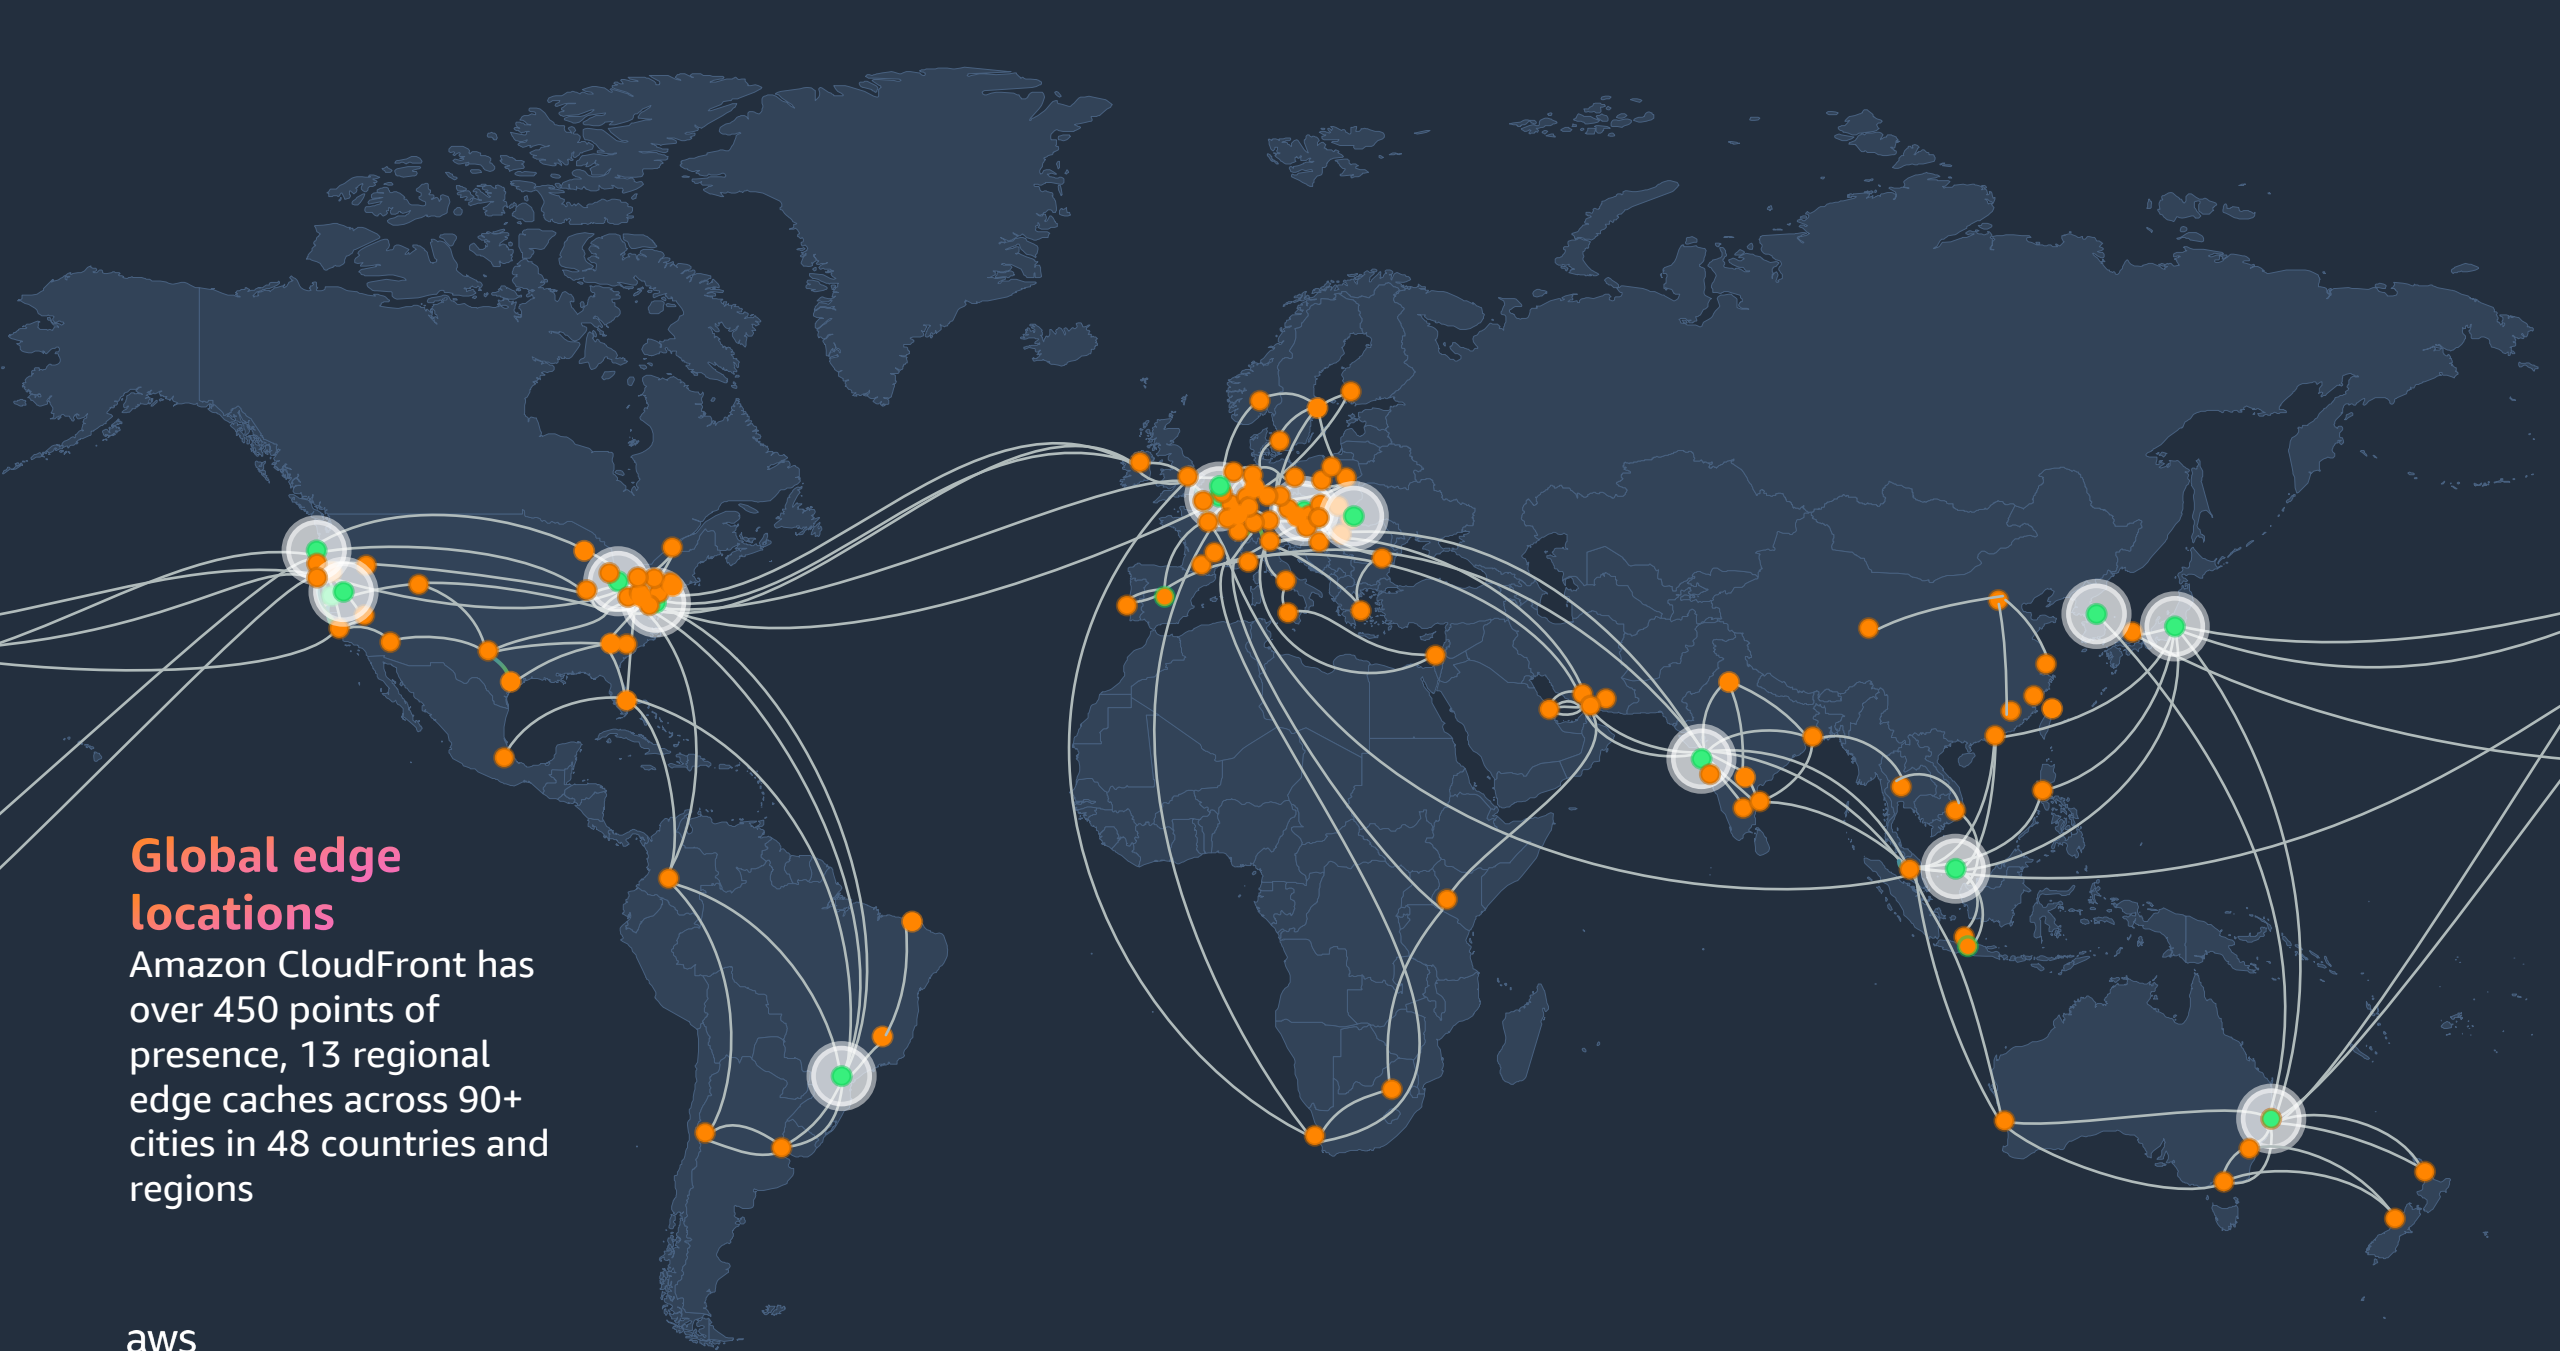 Global edge
locations
Amazon CloudFront has
over 450 points of
presence, 13 regional
edge caches across 90+
cities in 48 countries and
regions
aws